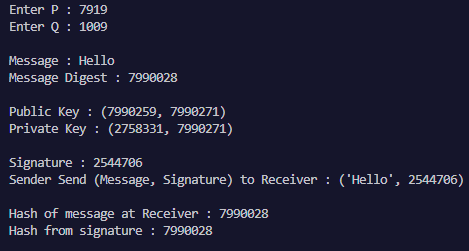 Enter P : 7919
Enter Q : 1009
Message : Hello
Message Digest : 7990028
Public Key : (7990259, 7990271)
Private Key : (2758331, 7990271)
Signature : 2544706
Sender Send (Message, Signature) to Receiver : ('Hello', 2544706)
Hash of message at Receiver : 7990028
Hash from signature : 7990028